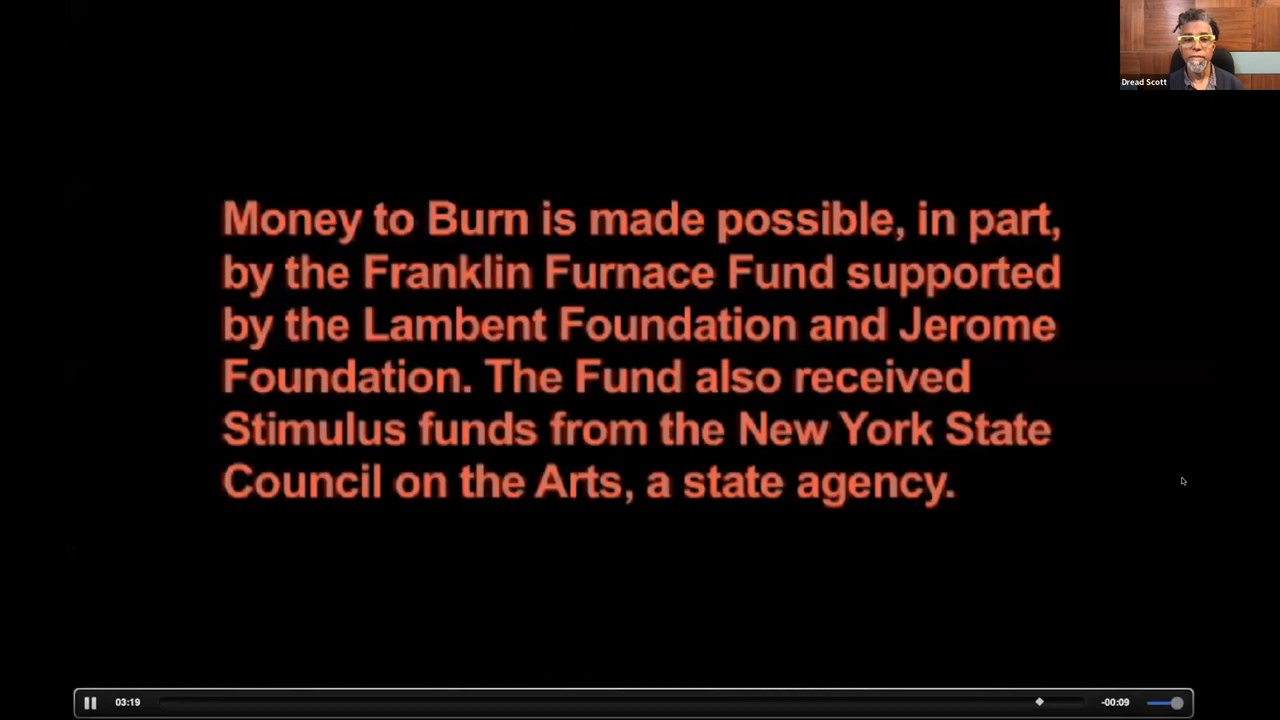 Dread Scott
Money to Burn is made possible, in part,
by the Franklin Furnace Fund supported
by the Lambent Foundation and Jerome
Foundation. The Fund also received
Stimulus funds from the New York State
Council on the Arts, a state agency.
03:19
-00:09